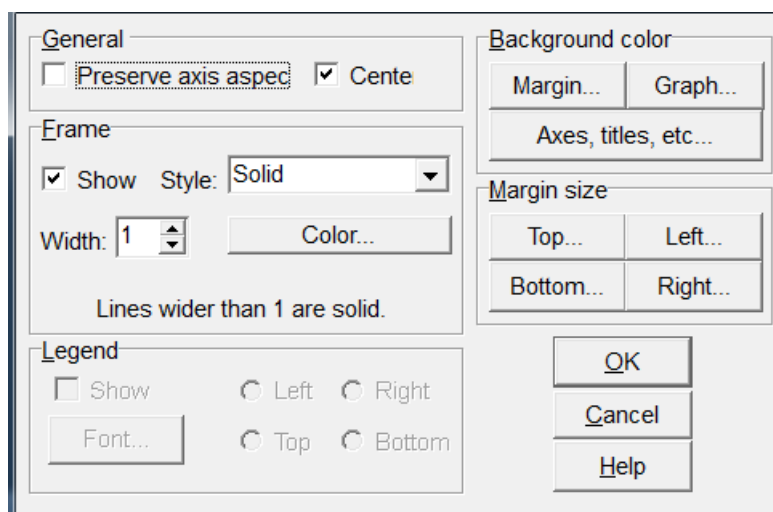 General
Preserve axis aspec Cente
Frame
Show Style: Solid
Width: 1 Color...
Lines wider than 1 are solid.
Legend
Show Left Right
Font... Top Bottom
Background color
Margin... Graph...
Axes, titles, etc...
Margin size
Top... Left...
Bottom... Right...
OK
Cancel
Help